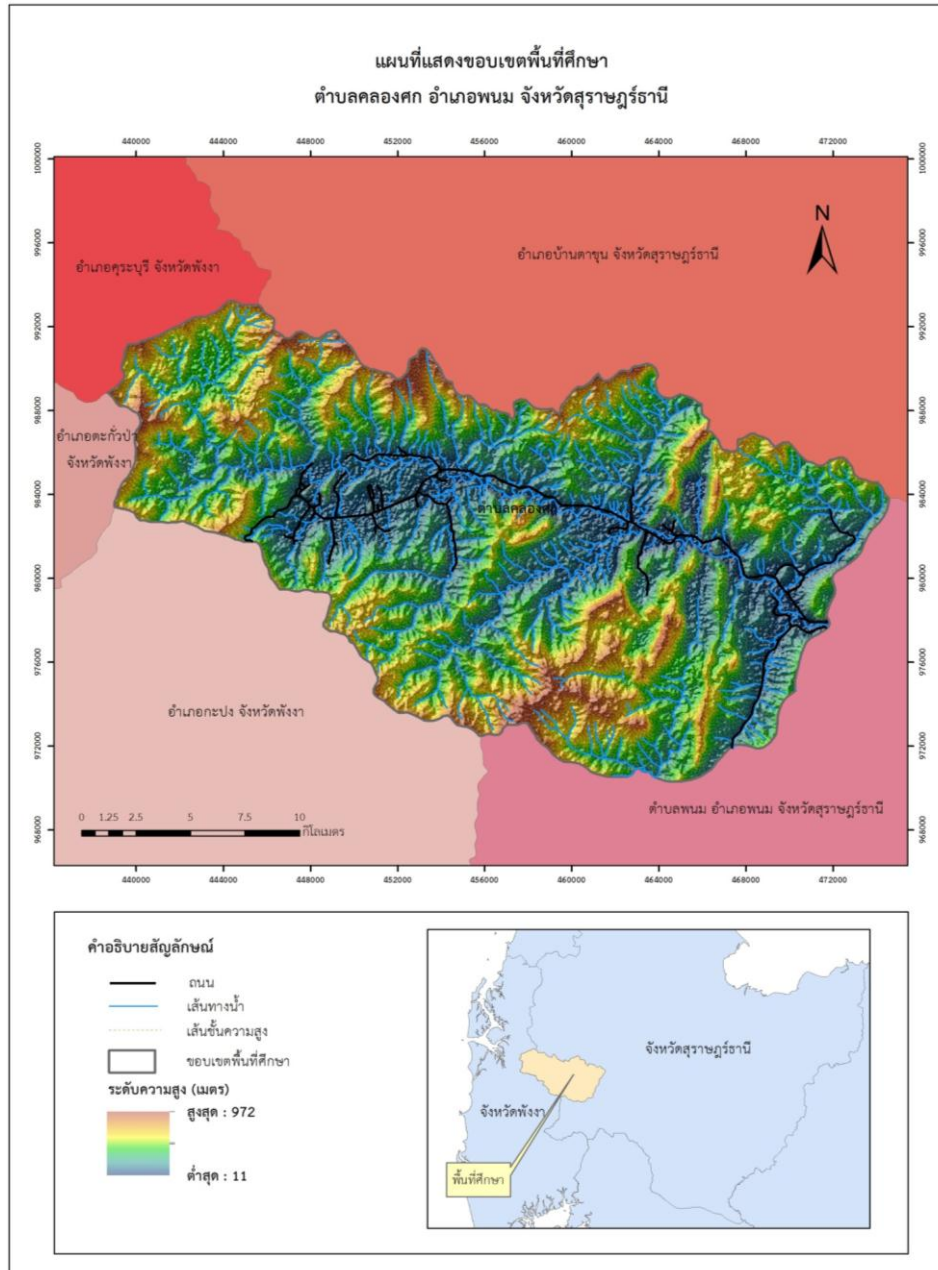 แผนที่แสดงขอบเขตพื้นที่ศึกษา
ตำบลคลองศก อำเภอพนม จังหวัดสุราษฎร์ธานี
440000 444000 448000 452000 456000 460000 464000 468000 472000
1000000 1000000
996000 996000
992000 992000
988000 988000
984000 984000
980000 980000
976000 976000
972000 972000
968000 968000
N
อำเภอคุระบุรี จังหวัดพังงา
อำเภอบ้านตาขุน จังหวัดสุราษฎร์ธานี
อำเภอตะกั่วป่า
จังหวัดพังงา
ตำบลคลองศก
อำเภอกะปง จังหวัดพังงา
ตำบลพนม อำเภอพนม จังหวัดสุราษฎร์ธานี
0 1.25 2.5 5 7.5 10
กิโลเมตร
440000 444000 448000 452000 456000 460000 464000 468000 472000
คำอธิบายสัญลักษณ์
ถนน
เส้นทางน้ำ
เส้นชั้นความสูง
ขอบเขตพื้นที่ศึกษา
ระดับความสูง (เมตร)
สูงสุด : 972
ต่ำสุด : 11
จังหวัดสุราษฎร์ธานี
จังหวัดพังงา
พื้นที่ศึกษา